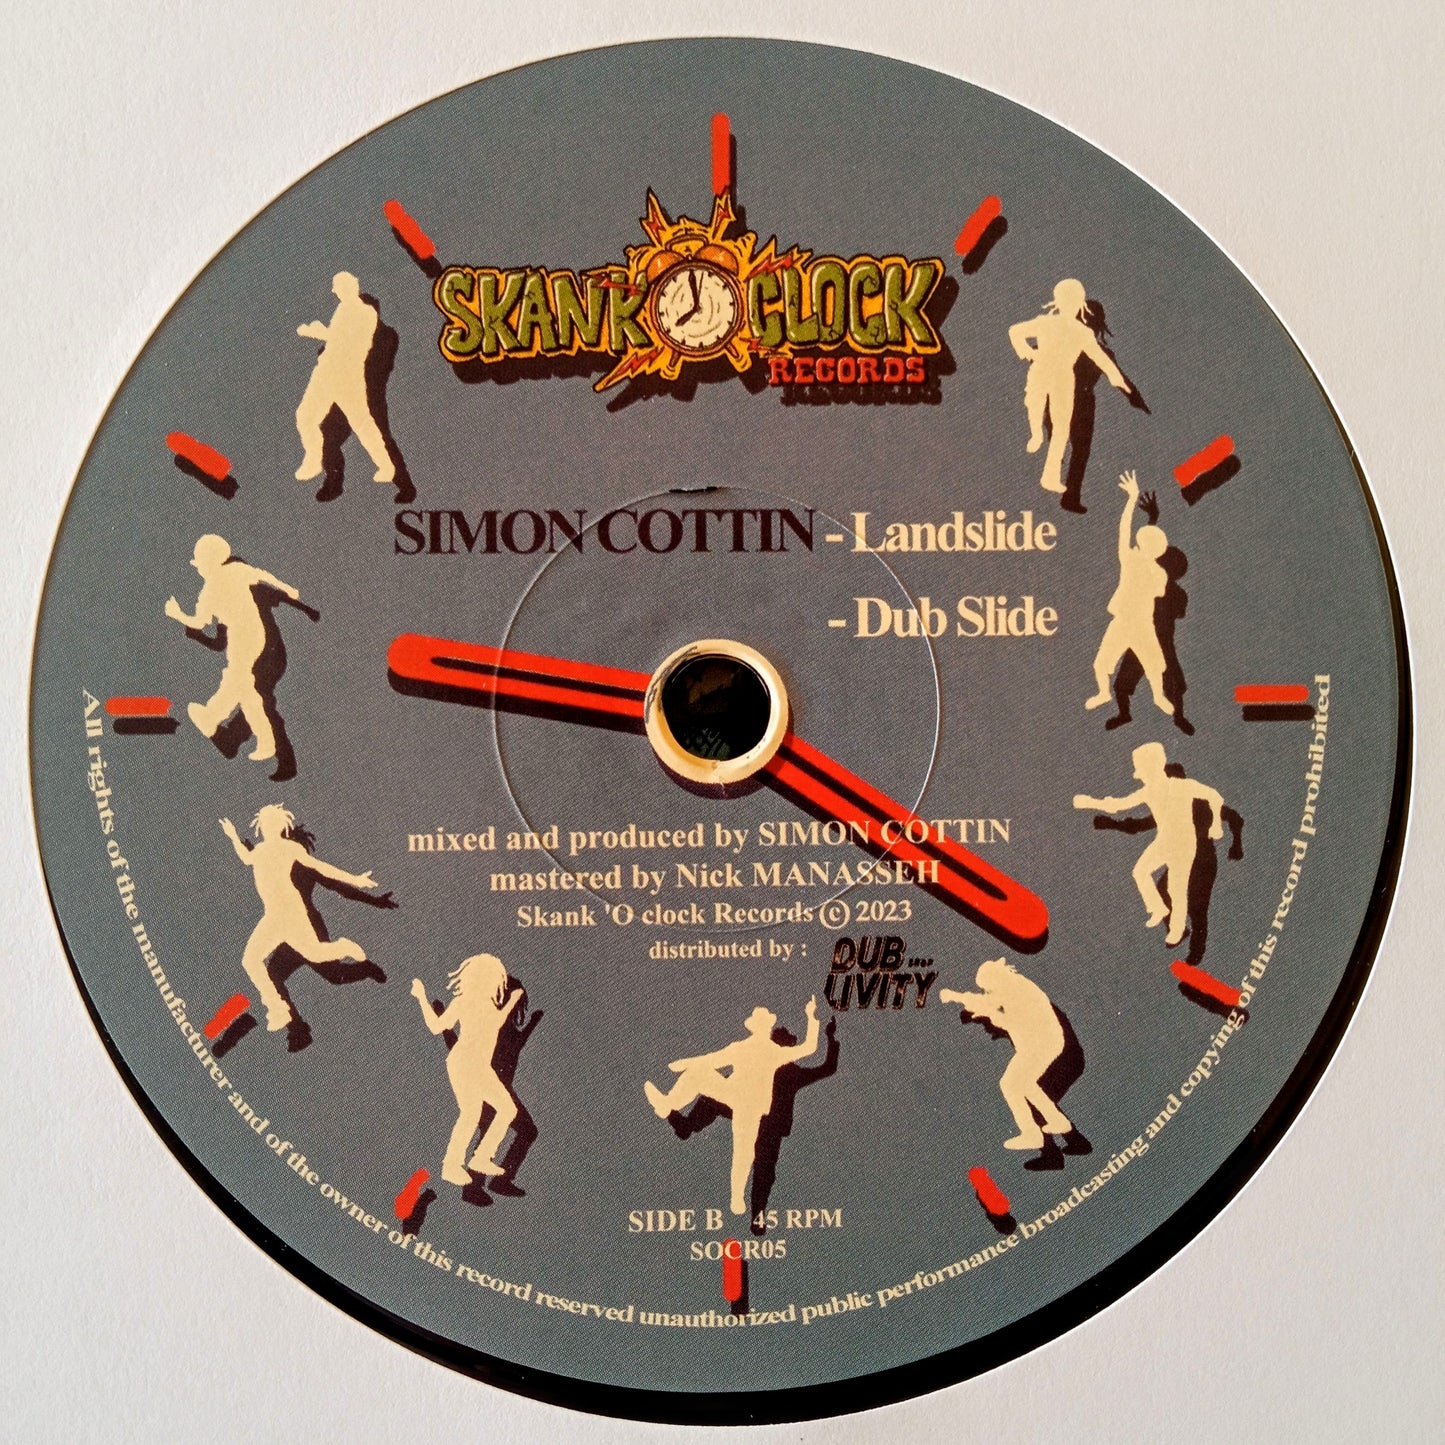 SKANK CLOCK
RECORDS
SIMON COTTIN - Landslide
- Dub Slide
mixed and produced by SIMON COTTIN
mastered by Nick MANASSEH
Skank 'O clock Records © 2023
distributed by : DUB SHOP
LIVITY
SIDE B 45 RPM
SOCR05
All rights of the manufacturer and of the owner of this record reserved unauthorized public performance broadcasting and copying of this record prohibited